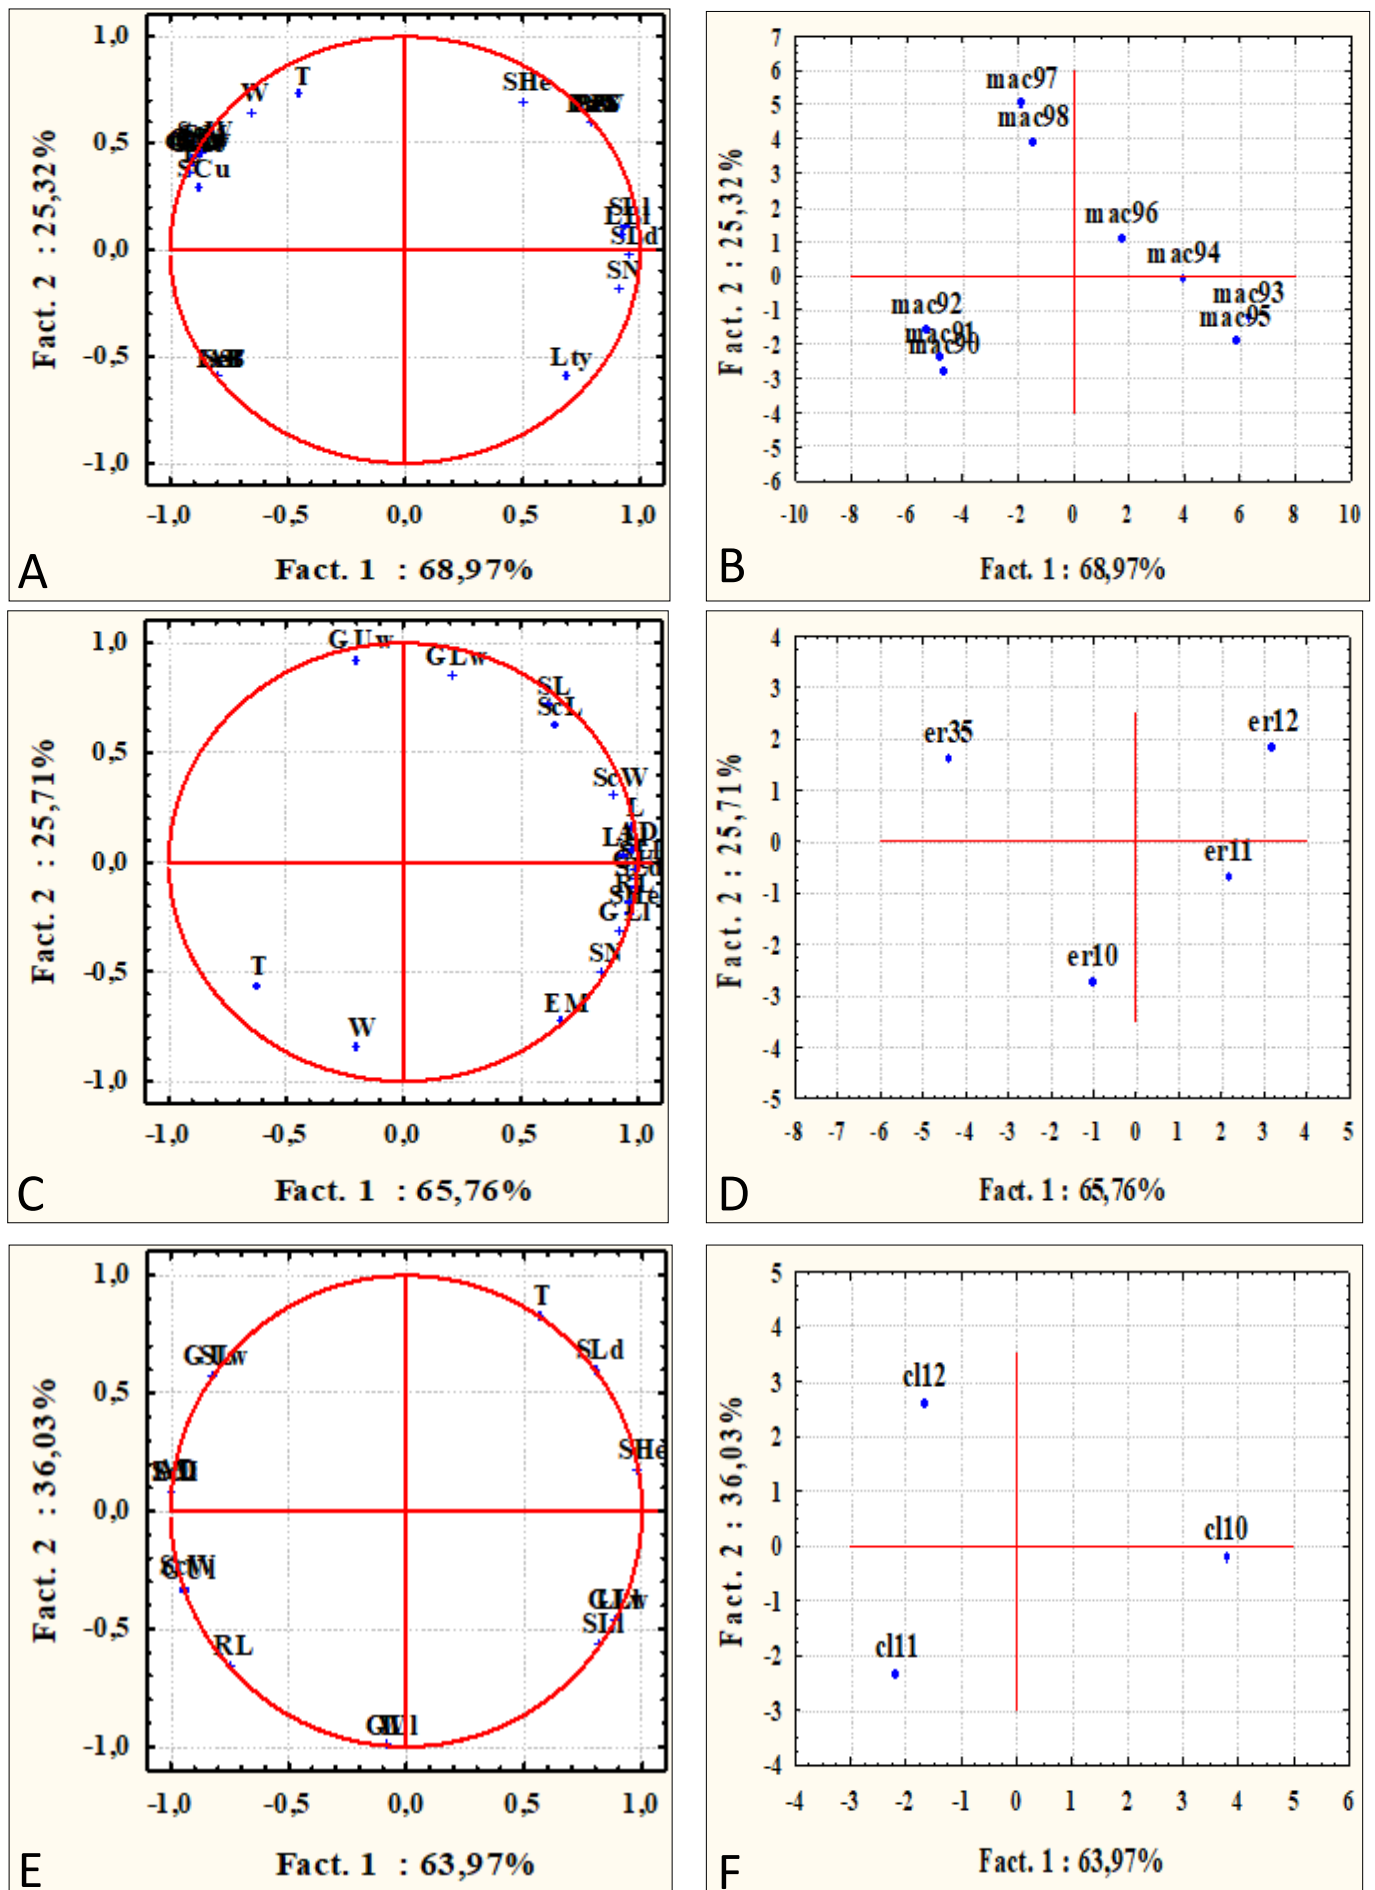 1,0
0,5
0,0
-0,5
-1,0
Fact. 2 : 25,32%
T
W
SHe
SCu
SLd
SN
Lty
-1,0 -0,5 0,0 0,5 1,0
Fact. 1 : 68,97%
A
7
6
5
4
3
2
1
0
-1
-2
-3
-4
-5
-6
Fact. 2 : 25,32%
mac97
mac98
mac96
mac94
mac93
mac95
mac92
mac91
mac90
-10 -8 -6 -4 -2 0 2 4 6 8 10
Fact. 1 : 68,97%
B
1,0
0,5
0,0
-0,5
-1,0
Fact. 2 : 25,71%
GUw
GLw
SL
ScL
ScW
L
AD
RL
SHe
GLl
SN
EM
T
W
-1,0 -0,5 0,0 0,5 1,0
Fact. 1 : 65,76%
C
4
3
2
1
0
-1
-2
-3
-4
-5
Fact. 2 : 25,71%
er35
er12
er11
er10
-8 -7 -6 -5 -4 -3 -2 -1 0 1 2 3 4 5
Fact. 1 : 65,76%
D
1,0
0,5
0,0
-0,5
-1,0
Fact. 2 : 36,03%
T
SLd
SHe
SLl
RL
-1,0 -0,5 0,0 0,5 1,0
Fact. 1 : 63,97%
E
5
4
3
2
1
0
-1
-2
-3
-4
Fact. 2 : 36,03%
cl12
cl10
cl11
-4 -3 -2 -1 0 1 2 3 4 5 6
Fact. 1 : 63,97%
F